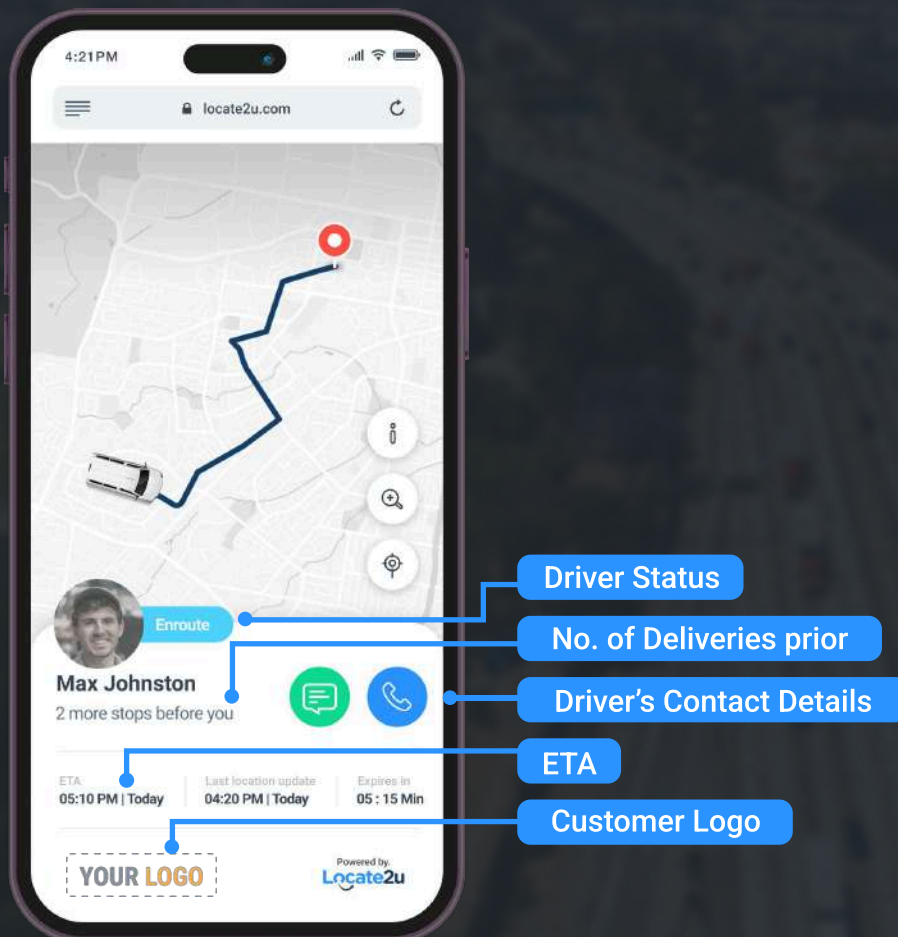 4:21PM
locate2u.com
Enroute
Max Johnston
2 more stops before you
ETA
05:10 PM | Today
Last location update
04:20 PM | Today
Expires in
05 : 15 Min
YOUR LOGO
Powered by.
Locate2u
Driver Status
No. of Deliveries prior
Driver's Contact Details
ETA
Customer Logo